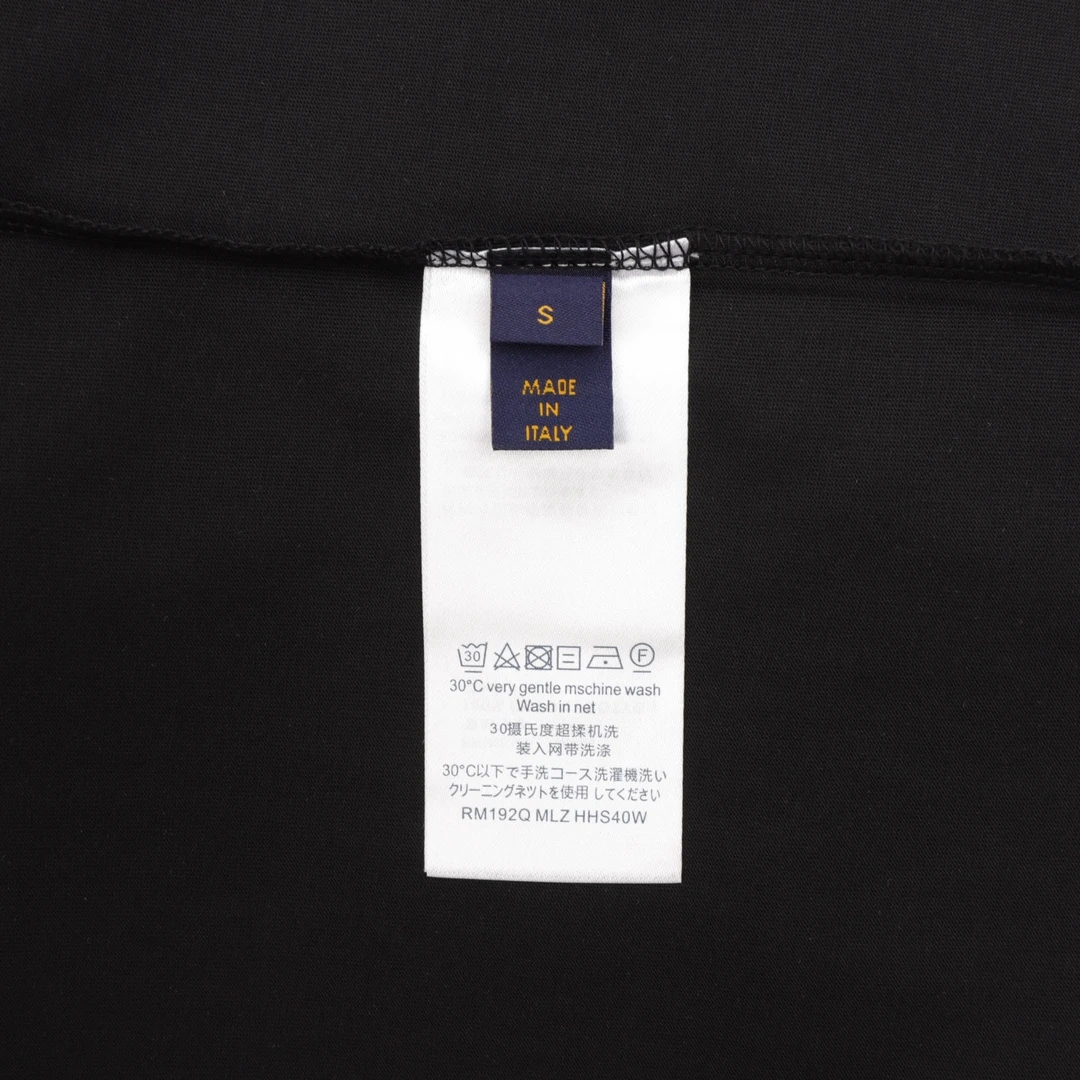 S
MADE
IN
ITALY
30
F
30°C very gentle mschine wash
Wash in net
30摄氏度超揉机洗
装入网带洗涤
30°C以下で手洗コース洗濯機洗い
クリーニングネツトを使用 してください
RM192Q MLZ HHS40W